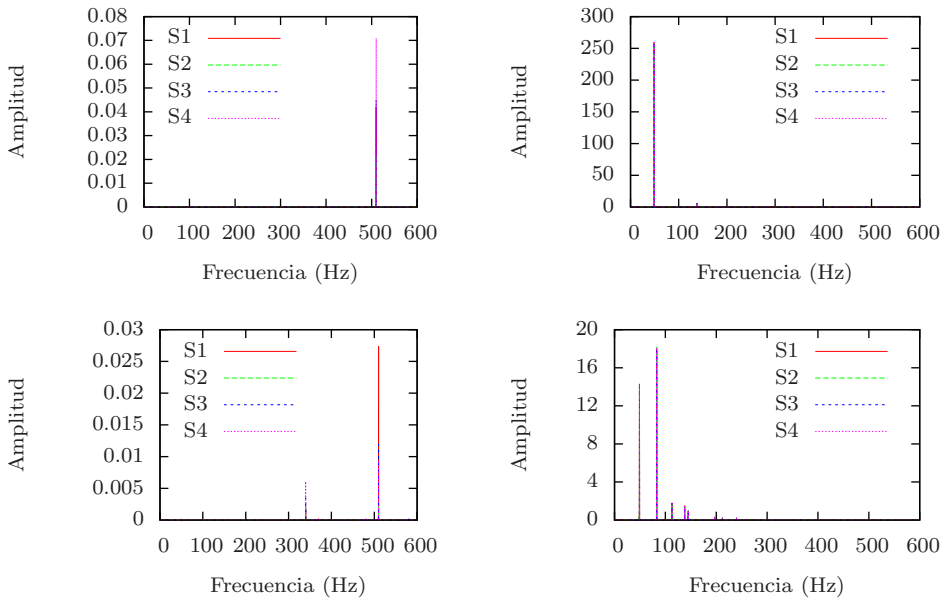 Amplitud
0.08
0.07
0.06
0.05
0.04
0.03
0.02
0.01
0
S1
S2
S3
S4
0 100 200 300 400 500 600
Frecuencia (Hz)
Amplitud
300
250
200
150
100
50
0
S1
S2
S3
S4
0 100 200 300 400 500 600
Frecuencia (Hz)
Amplitud
0.03
0.025
0.02
0.015
0.01
0.005
0
S1
S2
S3
S4
0 100 200 300 400 500 600
Frecuencia (Hz)
Amplitud
20
16
12
8
4
0
S1
S2
S3
S4
0 100 200 300 400 500 600
Frecuencia (Hz)